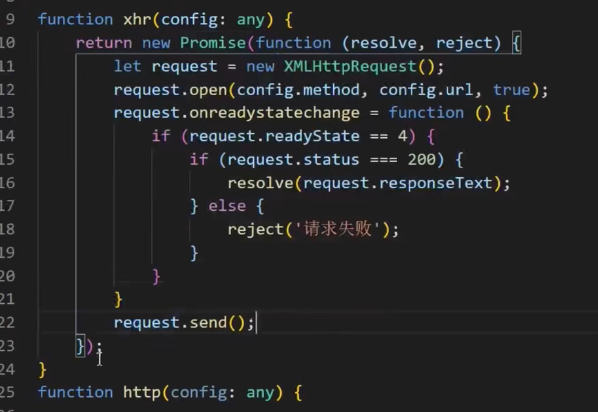 9 function xhr(config: any) {
10 return new Promise(function (resolve, reject) {
11 let request = new XMLHttpRequest();
12 request.open(config.method, config.url, true);
13 request.onreadystatechange = function () {
14 if (request.readyState == 4) {
15 if (request.status === 200) {
16 resolve(request.responseText);
17 } else {
18 reject('请求失败');
19 }
20 }
21 }
22 request.send();
23 });
24 }
25 function http(config: any) {